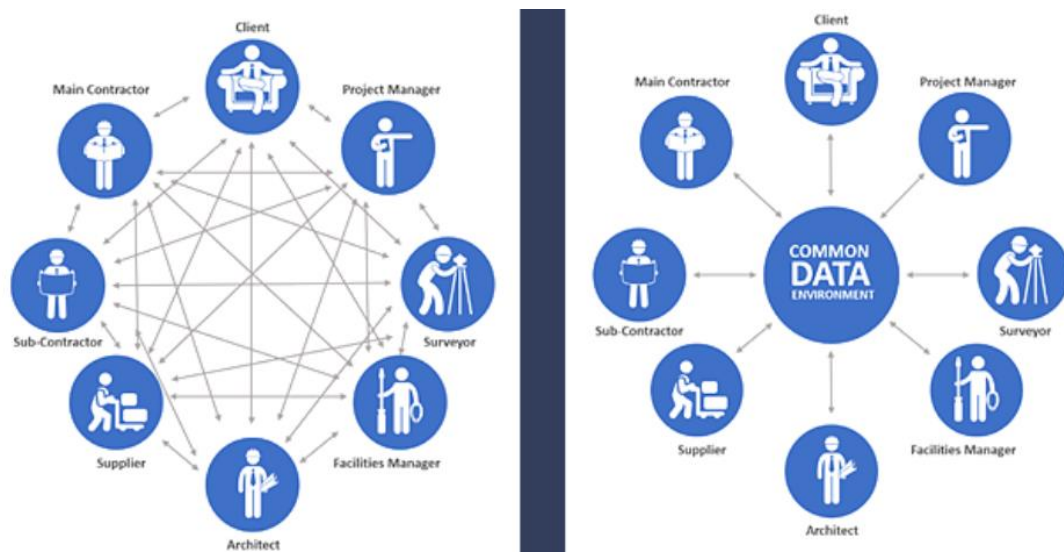 Client
Main Contractor
Project Manager
Sub-Contractor
Surveyor
Supplier
Facilities Manager
Architect
Client
Main Contractor
Project Manager
COMMON
DATA
ENVIRONMENT
Sub-Contractor
Surveyor
Supplier
Facilities Manager
Architect